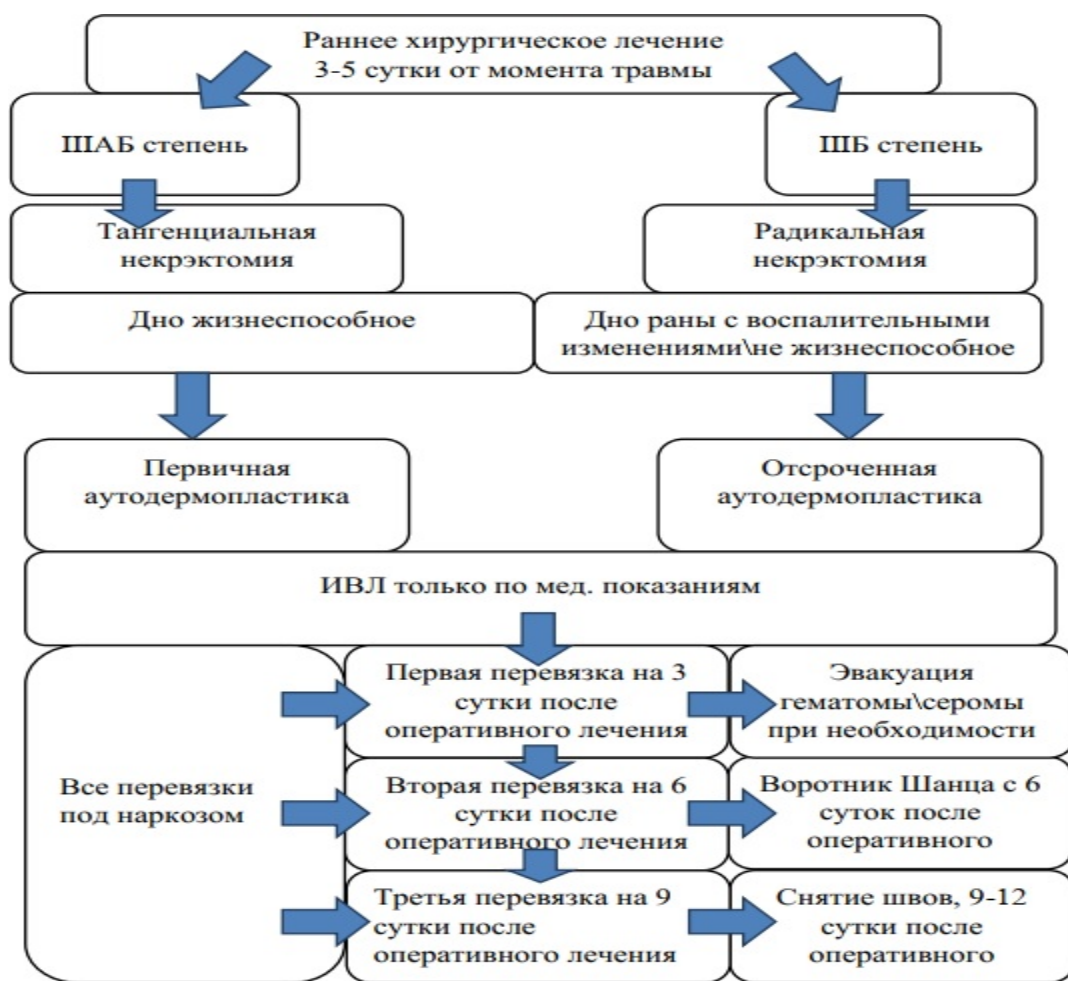 Раннее хирургическое лечение
3-5 сутки от момента травмы
ШАБ степень
ШБ степень
Тангенциальная
некрэктомия
Радикальная
некрэктомия
Дно жизнеспособное
Дно раны с воспалительными
изменениями\не жизнеспособное
Первичная
аутодермопластика
Отсроченная
аутодермопластика
ИВЛ только по мед. показаниям
Все перевязки
под наркозом
Первая перевязка на 3
сутки после
оперативного лечения
Эвакуация
гематомы\серомы
при необходимости
Вторая перевязка на 6
сутки после
оперативного лечения
Воротник Шанца с 6
суток после
оперативного
Третья перевязка на 9
сутки после
оперативного лечения
Снятие швов, 9-12
сутки после
оперативного